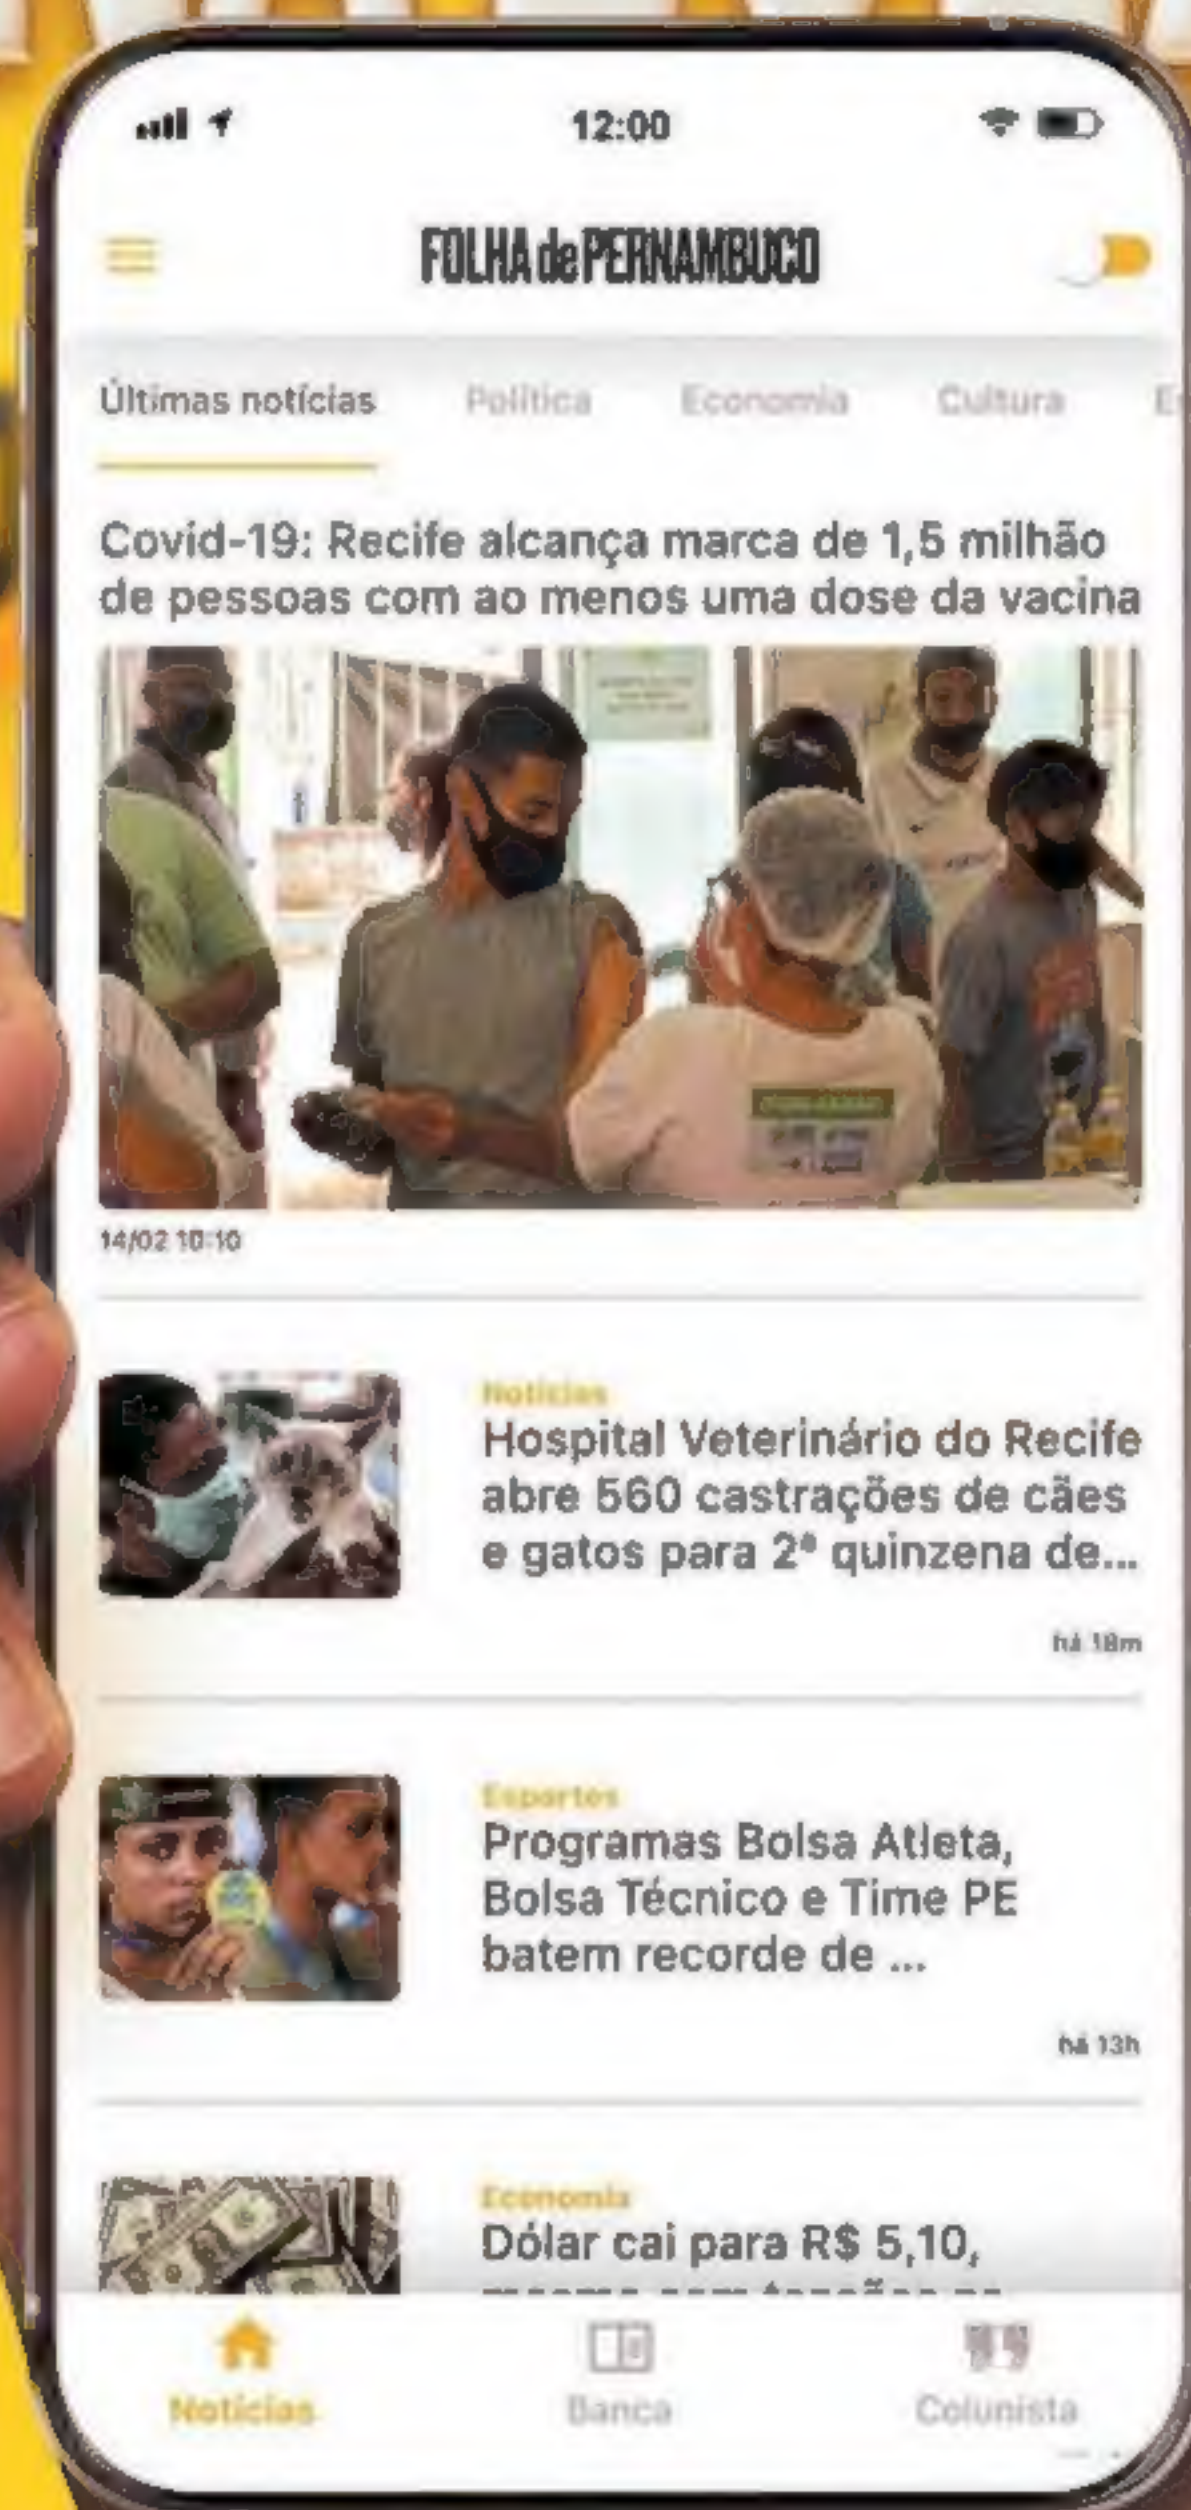 12:00
FOLHA de PERNAMBUCO
Últimas notícias Política Economia Cultura
Covid-19: Recife alcança marca de 1,5 milhão
de pessoas com ao menos uma dose da vacina
14/02 10:10
Notícias
Hospital Veterinário do Recife
abre 560 castrações de cães
e gatos para 2ª quinzena de...
há 18m
Esportes
Programas Bolsa Atleta,
Bolsa Técnico e Time PE
batem recorde de ...
há 13h
Economia
Dólar cai para R$ 5,10,
Notícias Banca Colunista